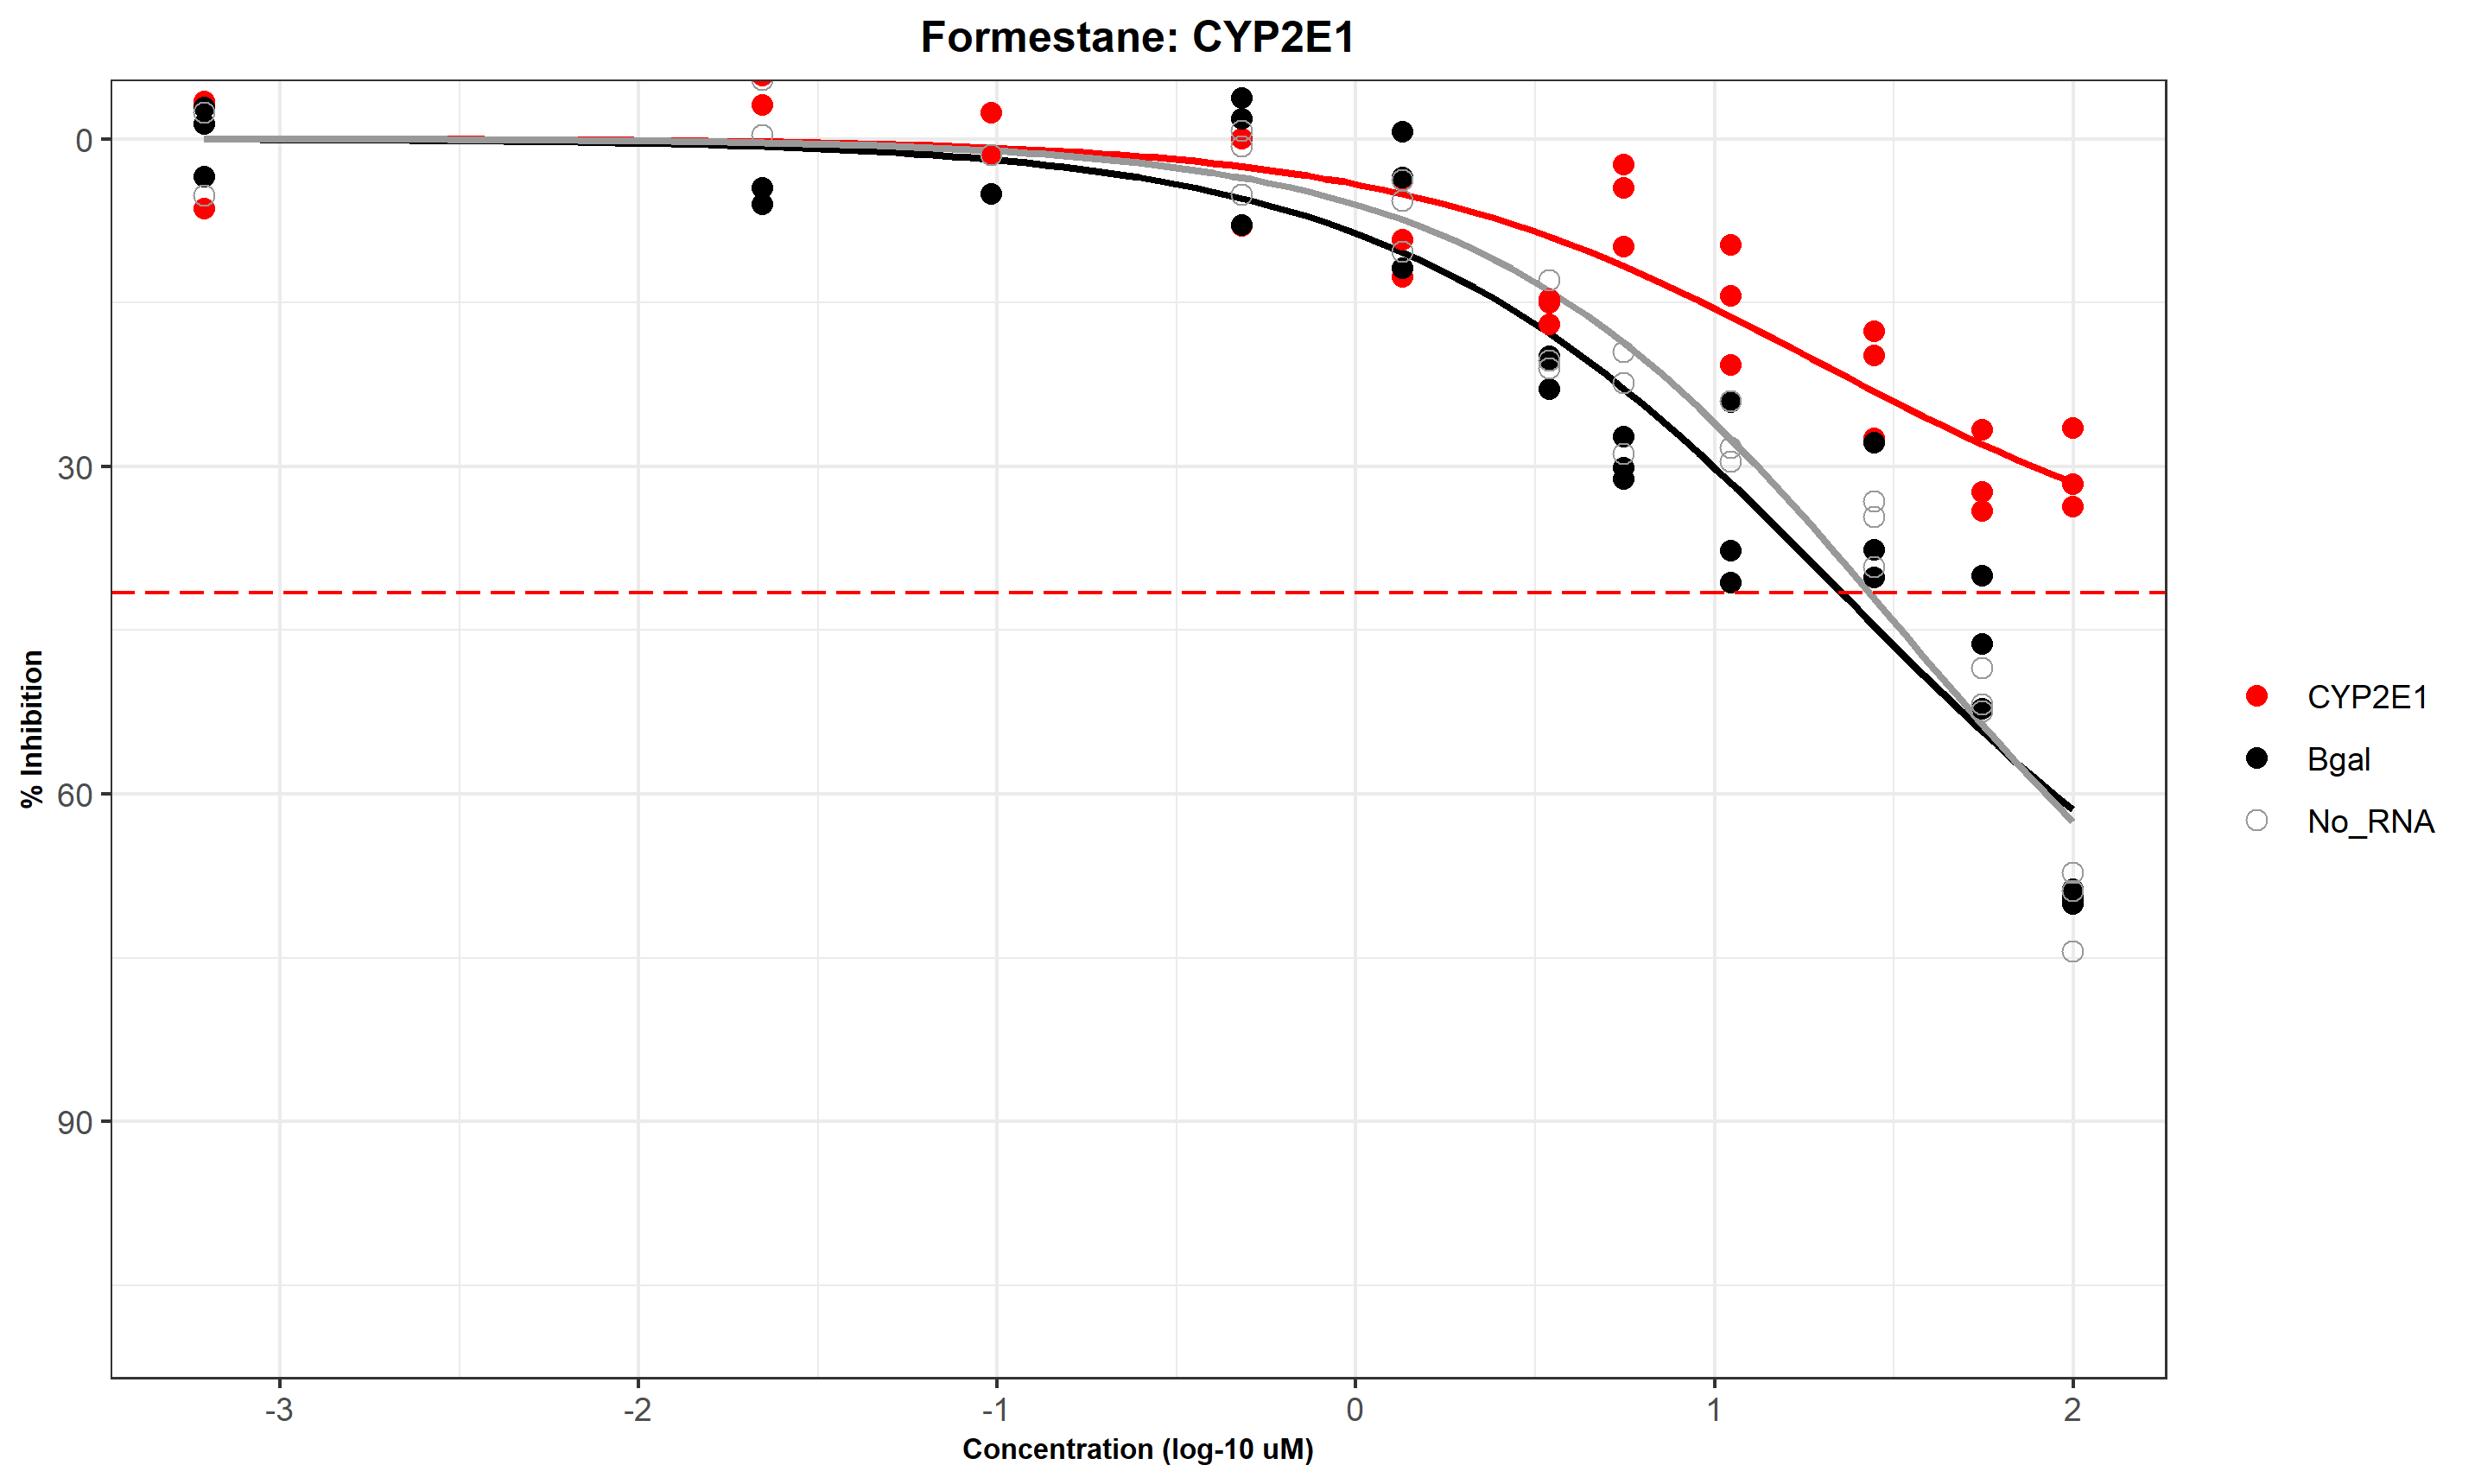 Formestane: CYP2E1
% Inhibition
0
30
60
90
-3
-2
-1
0
1
2
Concentration (log-10 uM)
CYP2E1
Bgal
No_RNA